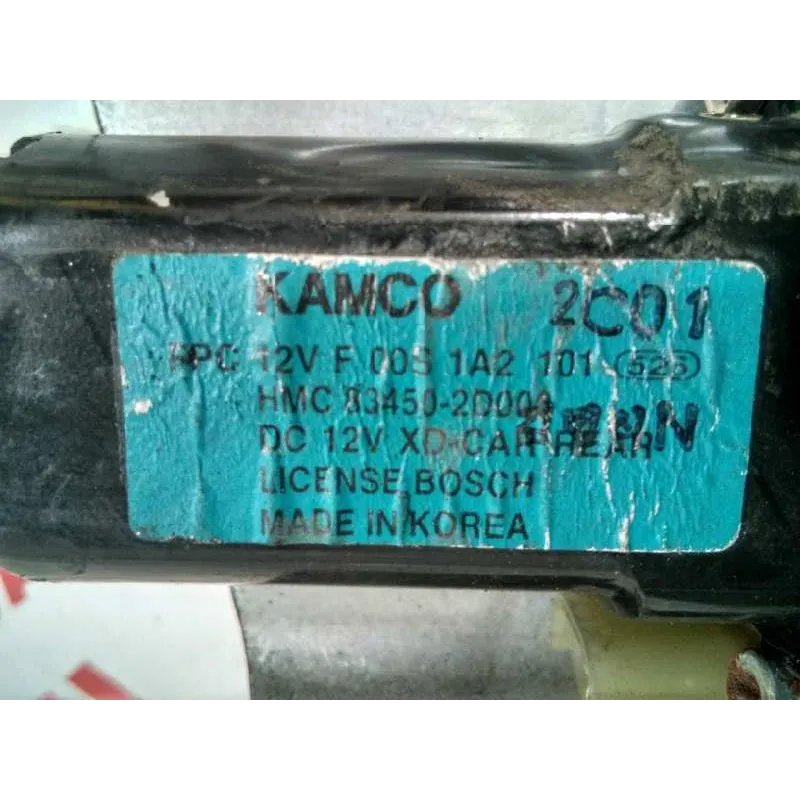 KAMCO 2C01
12V F 00S 1A2 101 525
HMC 83450-2D000
DC 12V XD-CAR REAR
LICENSE BOSCH
MADE IN KOREA